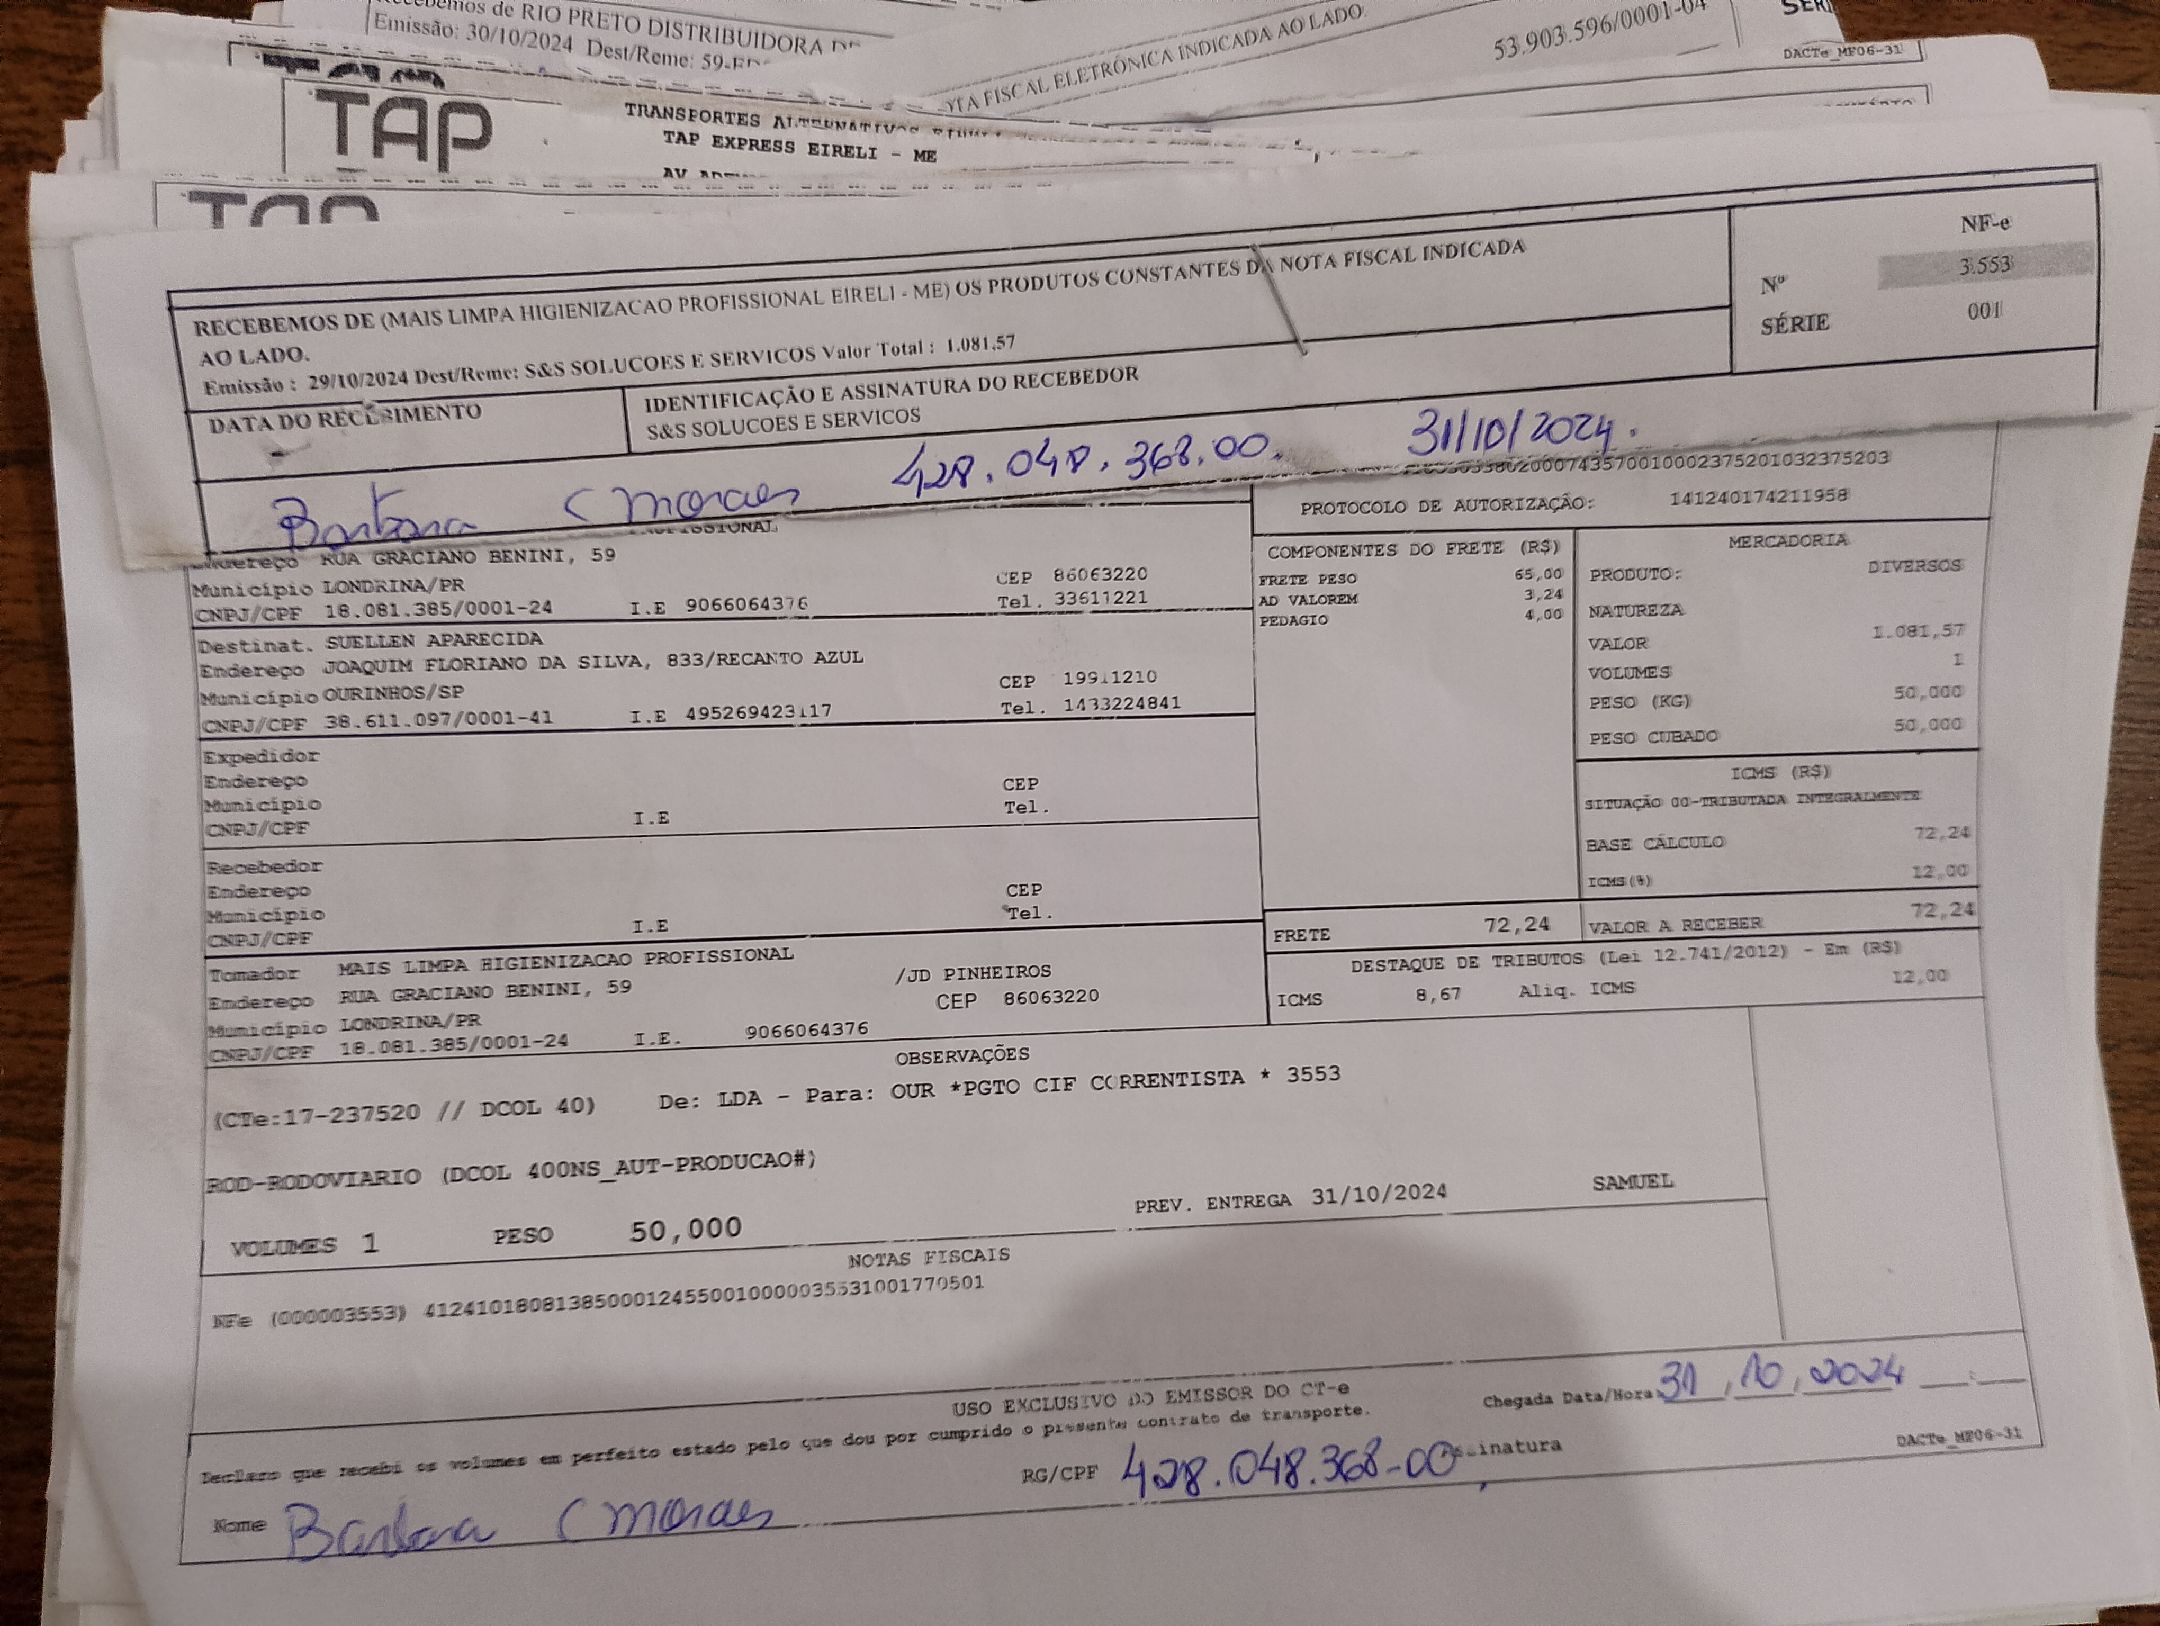 Recebemos de RIO PRETO DISTRIBUIDORA DE
Emissão: 30/10/2024 Dest/Reme: 59-
NOTA FISCAL ELETRÔNICA INDICADA AO LADO
53.903.596/0001-04
DACTe_MF06-31
TAP
TRANSPORTES ALTERNATIVOS
TAP EXPRESS EIRELI - ME
TAP
RECEBEMOS DE (MAIS LIMPA HIGIENIZACAO PROFISSIONAL EIRELI - ME) OS PRODUTOS CONSTANTES DA NOTA FISCAL INDICADA
AO LADO.
Emissão : 29/10/2024 Dest/Reme: S&S SOLUCOES E SERVICOS Valor Total : 1.081,57
NF-e
Nº 3.553
SÉRIE 001
DATA DO RECEBIMENTO
IDENTIFICAÇÃO E ASSINATURA DO RECEBEDOR
S&S SOLUCOES E SERVICOS
Barbara C Moraes 428.048.368.00. 31/10/2024.
PROTOCOLO DE AUTORIZAÇÃO: 141240174211958
Endereço RUA GRACIANO BENINI, 59
Município LONDRINA/PR CEP 86063220
CNPJ/CPF 18.081.385/0001-24 I.E 9066064376 Tel. 33611221
Destinat. SUELLEN APARECIDA
Endereço JOAQUIM FLORIANO DA SILVA, 833/RECANTO AZUL
Município OURINHOS/SP CEP 19911210
CNPJ/CPF 38.611.097/0001-41 I.E 495269423117 Tel. 1433224841
Expedidor
Endereço
Município CEP
CNPJ/CPF I.E Tel.
Recebedor
Endereço
Município CEP
CNPJ/CPF I.E Tel.
Tomador MAIS LIMPA HIGIENIZACAO PROFISSIONAL
Endereço RUA GRACIANO BENINI, 59 /JD PINHEIROS
Município LONDRINA/PR CEP 86063220
CNPJ/CPF 18.081.385/0001-24 I.E. 9066064376
COMPONENTES DO FRETE (R$)
FRETE PESO 65,00
AD VALOREM 3,24
PEDAGIO 4,00
MERCADORIA
PRODUTO: DIVERSOS
NATUREZA
VALOR 1.081,57
VOLUMES 1
PESO (KG) 50,000
PESO CUBADO 50,000
ICMS (R$)
SITUAÇÃO 00-TRIBUTADA INTEGRALMENTE
BASE CÁLCULO 72,24
ICMS(%) 12,00
FRETE 72,24 VALOR A RECEBER 72,24
DESTAQUE DE TRIBUTOS (Lei 12.741/2012) - Em (R$)
ICMS 8,67 Aliq. ICMS 12,00
OBSERVAÇÕES
(CTe:17-237520 // DCOL 40) De: LDA - Para: OUR *PGTO CIF CORRENTISTA * 3553
ROD-RODOVIARIO (DCOL 400NS_AUT-PRODUCAO#)
VOLUMES 1 PESO 50,000 PREV. ENTREGA 31/10/2024 SAMUEL
NOTAS FISCAIS
NFe (000003553) 41241018081385000124550010000035531001770501
USO EXCLUSIVO DO EMISSOR DO CT-e
Chegada Data/Hora 31,10,2024 :
Declaro que recebi os volumes em perfeito estado pelo que dou por cumprido o presente contrato de transporte.
DACTe_MF06-31
Nome Barbara C Moraes RG/CPF 428.048.368-00 Assinatura